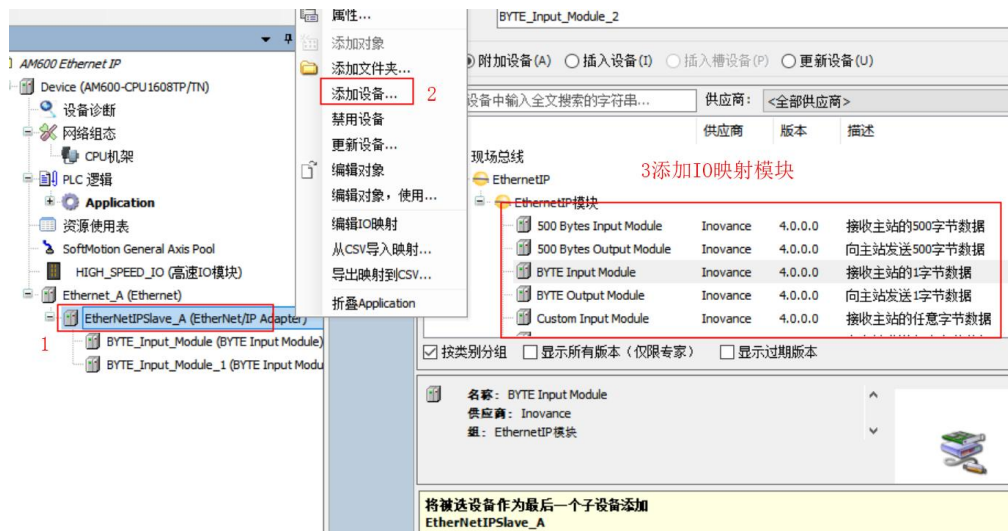 AM600 Ethernet IP
Device (AM600-CPU1608TP/TN)
设备诊断
网络组态
CPU机架
PLC 逻辑
Application
资源使用表
SoftMotion General Axis Pool
HIGH_SPEED_IO (高速IO模块)
Ethernet_A (Ethernet)
EtherNetIPSlave_A (EtherNet/IP Adapter)
1
BYTE_Input_Module (BYTE Input Module)
BYTE_Input_Module_1 (BYTE Input Modu
属性...
添加对象
添加文件夹...
添加设备...
2
禁用设备
更新设备...
编辑对象
编辑对象，使用...
编辑IO映射
从CSV导入映射...
导出映射到CSV...
折叠Application
BYTE_Input_Module_2
附加设备(A) 插入设备(I) 插入槽设备(P) 更新设备(U)
设备中输入全文搜索的字符串... 供应商： <全部供应商>
供应商 版本 描述
现场总线
3添加IO映射模块
EthernetIP
EthernetIP模块
500 Bytes Input Module Inovance 4.0.0.0 接收主站的500字节数据
500 Bytes Output Module Inovance 4.0.0.0 向主站发送500字节数据
BYTE Input Module Inovance 4.0.0.0 接收主站的1字节数据
BYTE Output Module Inovance 4.0.0.0 向主站发送1字节数据
Custom Input Module Inovance 4.0.0.0 接收主站的任意字节数据
按类别分组 显示所有版本（仅限专家） 显示过期版本
名称： BYTE Input Module
供应商： Inovance
组： EthernetIP模块
将被选设备作为最后一个子设备添加
EtherNetIPSlave_A